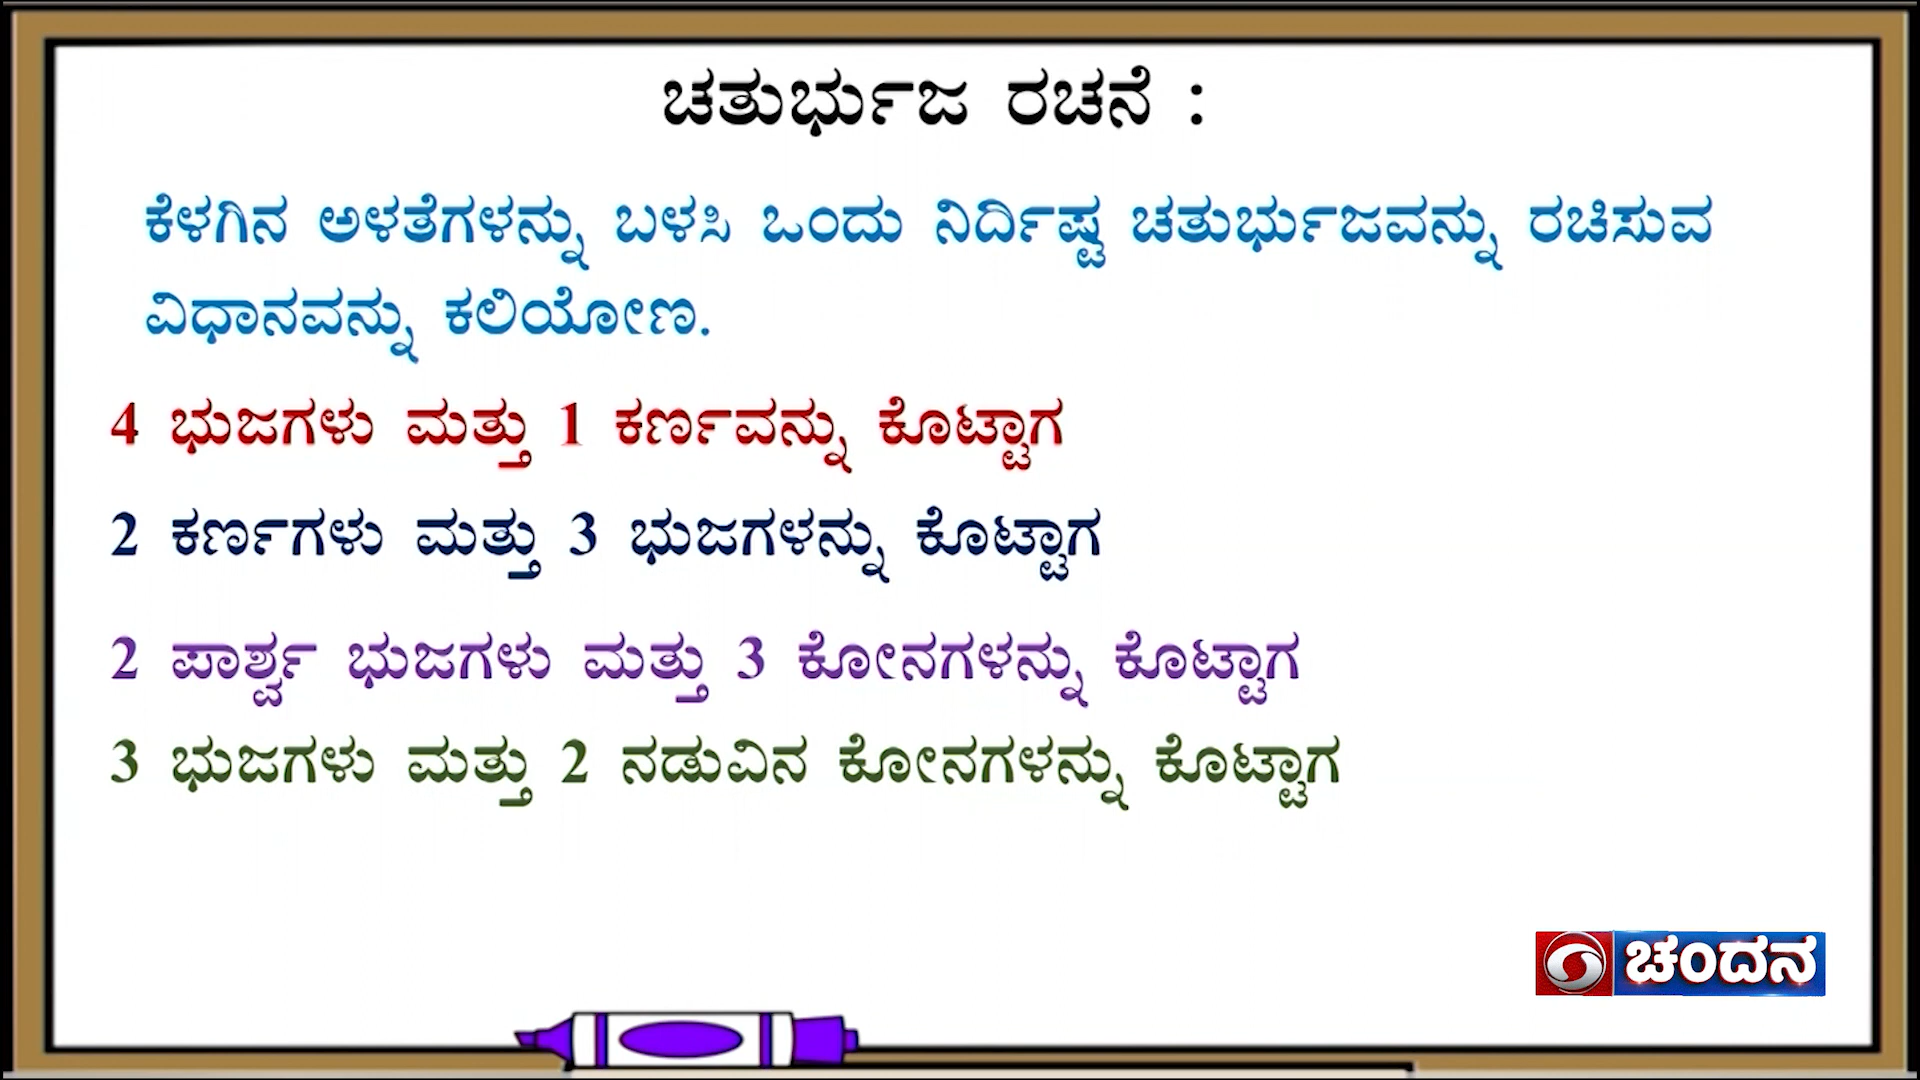 ಚತುರ್ಭುಜ ರಚನೆ :
ಕೆಳಗಿನ ಅಳತೆಗಳನ್ನು ಬಳಸಿ ಒಂದು ನಿರ್ದಿಷ್ಟ ಚತುರ್ಭುಜವನ್ನು ರಚಿಸುವ
ವಿಧಾನವನ್ನು ಕಲಿಯೋಣ.
4 ಭುಜಗಳು ಮತ್ತು 1 ಕರ್ಣವನ್ನು ಕೊಟ್ಟಾಗ
2 ಕರ್ಣಗಳು ಮತ್ತು 3 ಭುಜಗಳನ್ನು ಕೊಟ್ಟಾಗ
2 ಪಾರ್ಶ್ವ ಭುಜಗಳು ಮತ್ತು 3 ಕೋನಗಳನ್ನು ಕೊಟ್ಟಾಗ
3 ಭುಜಗಳು ಮತ್ತು 2 ನಡುವಿನ ಕೋನಗಳನ್ನು ಕೊಟ್ಟಾಗ
ಚಂದನ